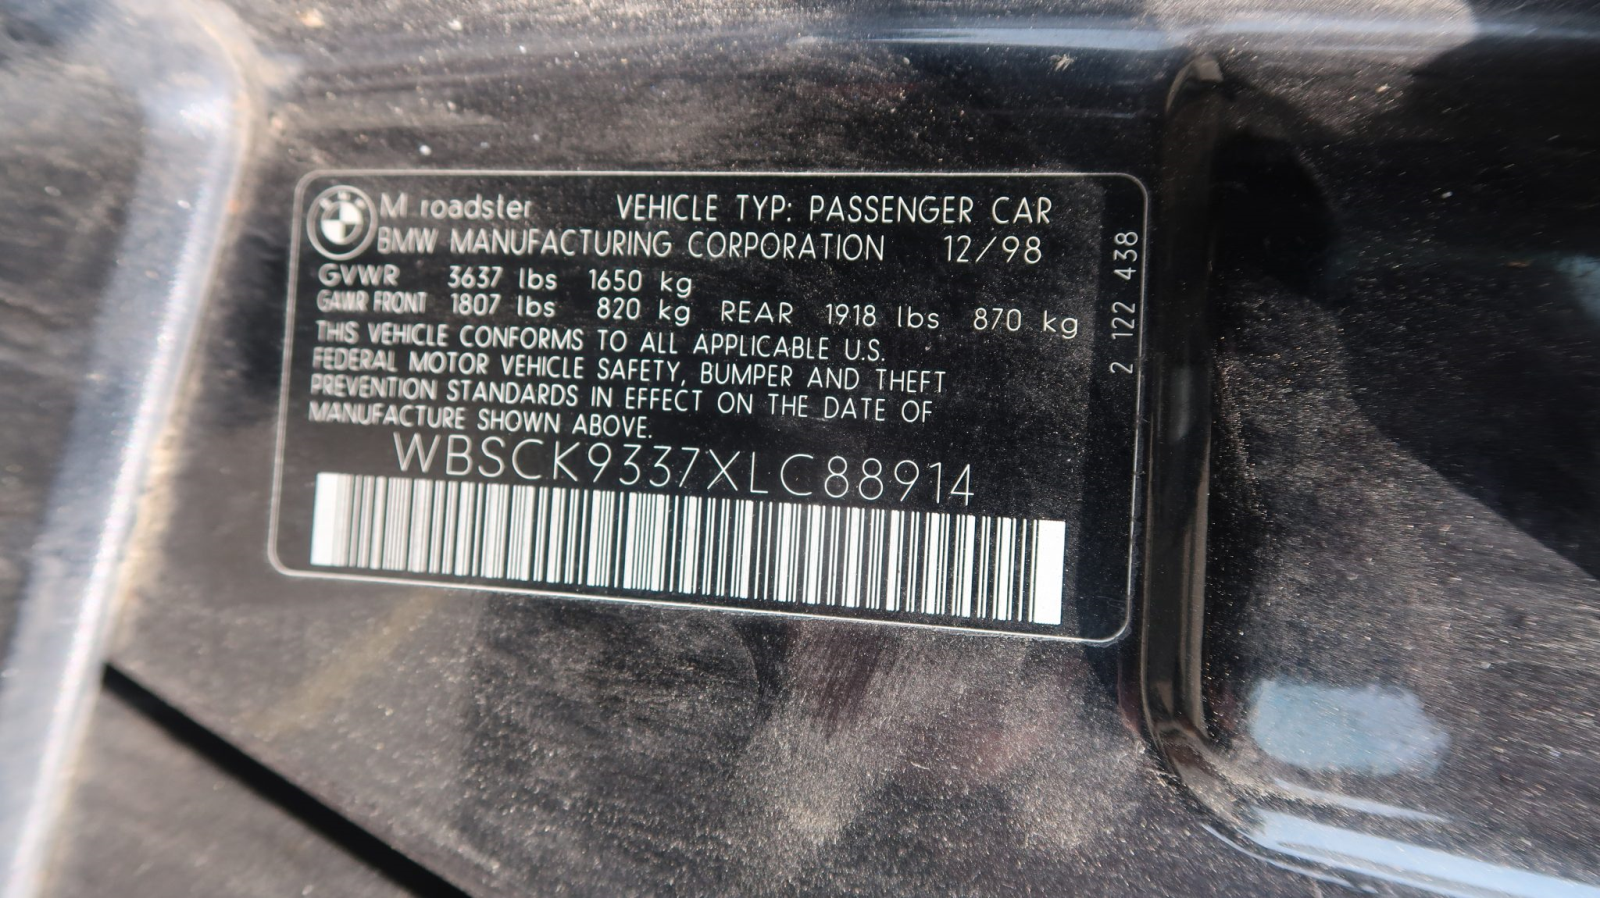 M roadster VEHICLE TYP: PASSENGER CAR
BMW MANUFACTURING CORPORATION 12/98
GVWR 3637 lbs 1650 kg
GAWR FRONT 1807 lbs 820 kg REAR 1918 lbs 870 kg
THIS VEHICLE CONFORMS TO ALL APPLICABLE U.S.
FEDERAL MOTOR VEHICLE SAFETY, BUMPER AND THEFT
PREVENTION STANDARDS IN EFFECT ON THE DATE OF
MANUFACTURE SHOWN ABOVE.
WBSCK9337XLC88914
2 122 438